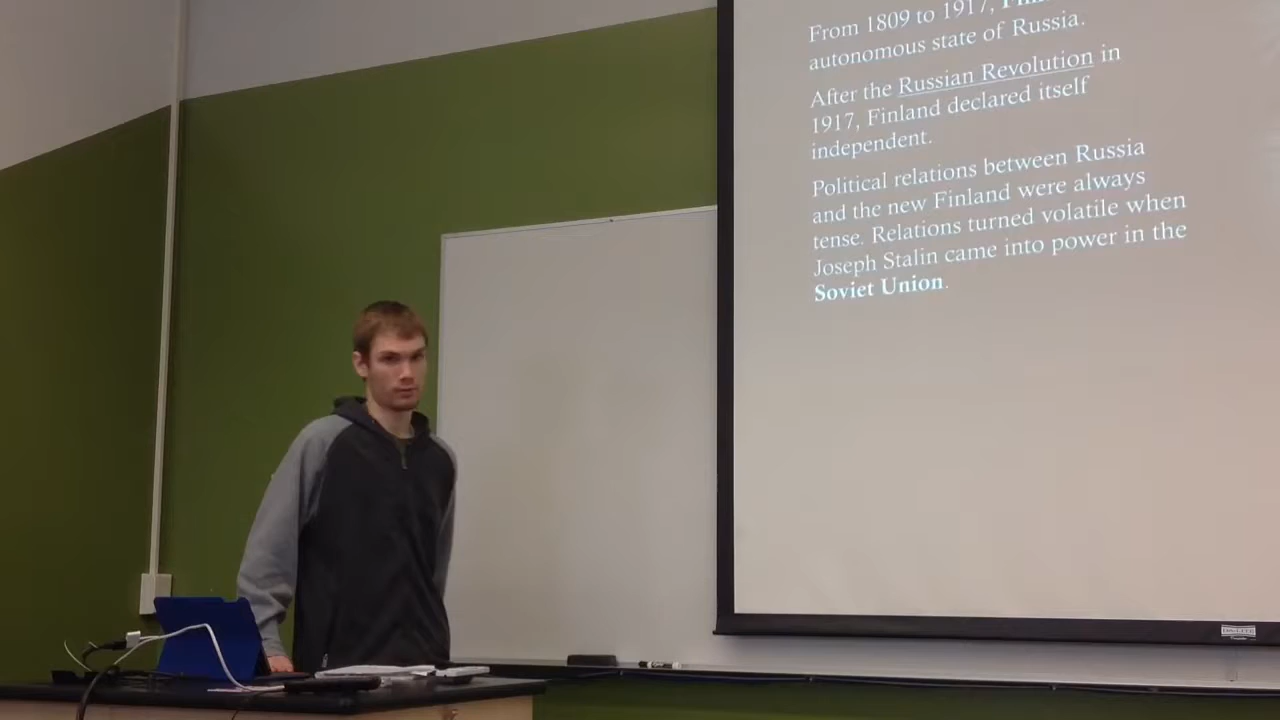 From 1809 to 1917,
autonomous state of Russia.
After the Russian Revolution in
1917, Finland declared itself
independent.
Political relations between Russia
and the new Finland were always
tense. Relations turned volatile when
Joseph Stalin came into power in the
Soviet Union.